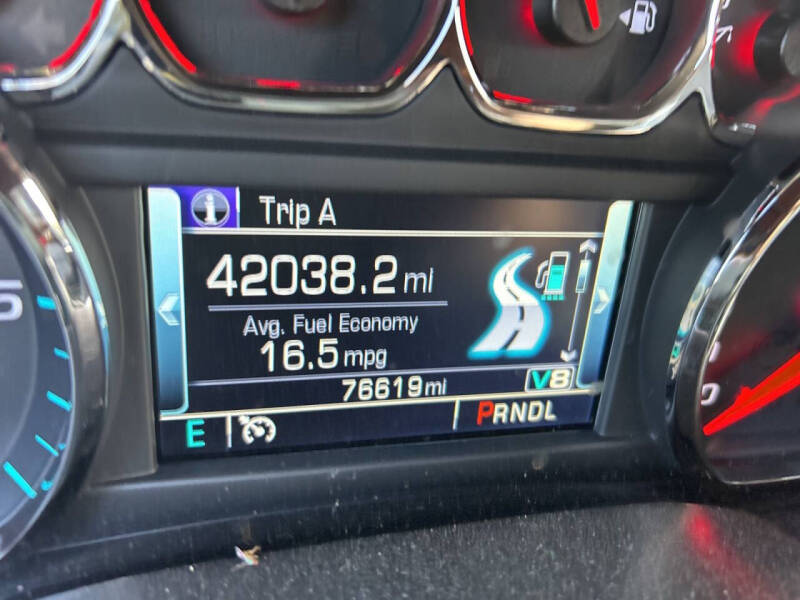 Trip A
42038.2 mi
Avg. Fuel Economy
16.5 mpg
76619 mi
V8
E
PRNDL